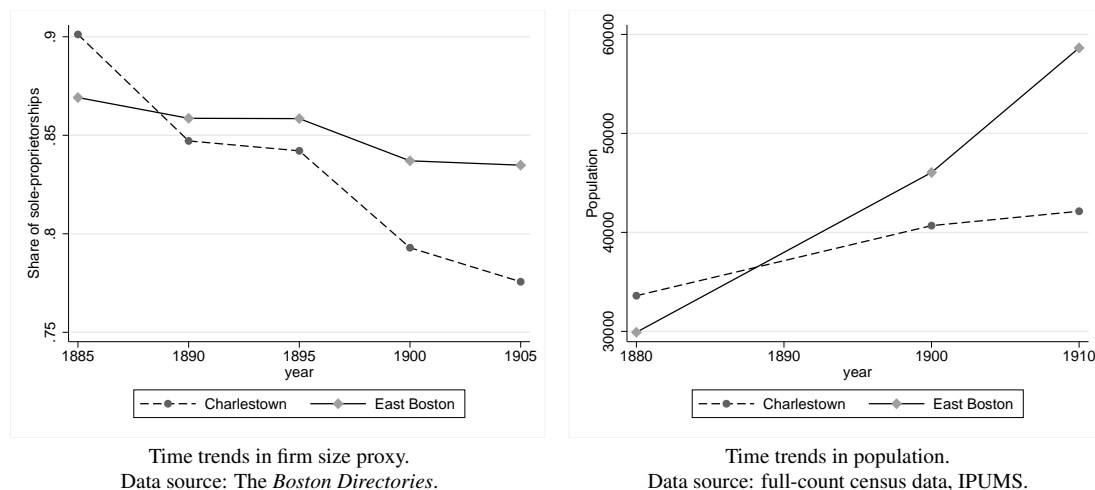 .9
.85
.8
.75
Share of sole-proprietorships
1885 1890 1895 1900 1905
year
Charlestown East Boston
Time trends in firm size proxy.
Data source: The Boston Directories.
60000
50000
40000
30000
Population
1880 1890 1900 1910
year
Charlestown East Boston
Time trends in population.
Data source: full-count census data, IPUMS.